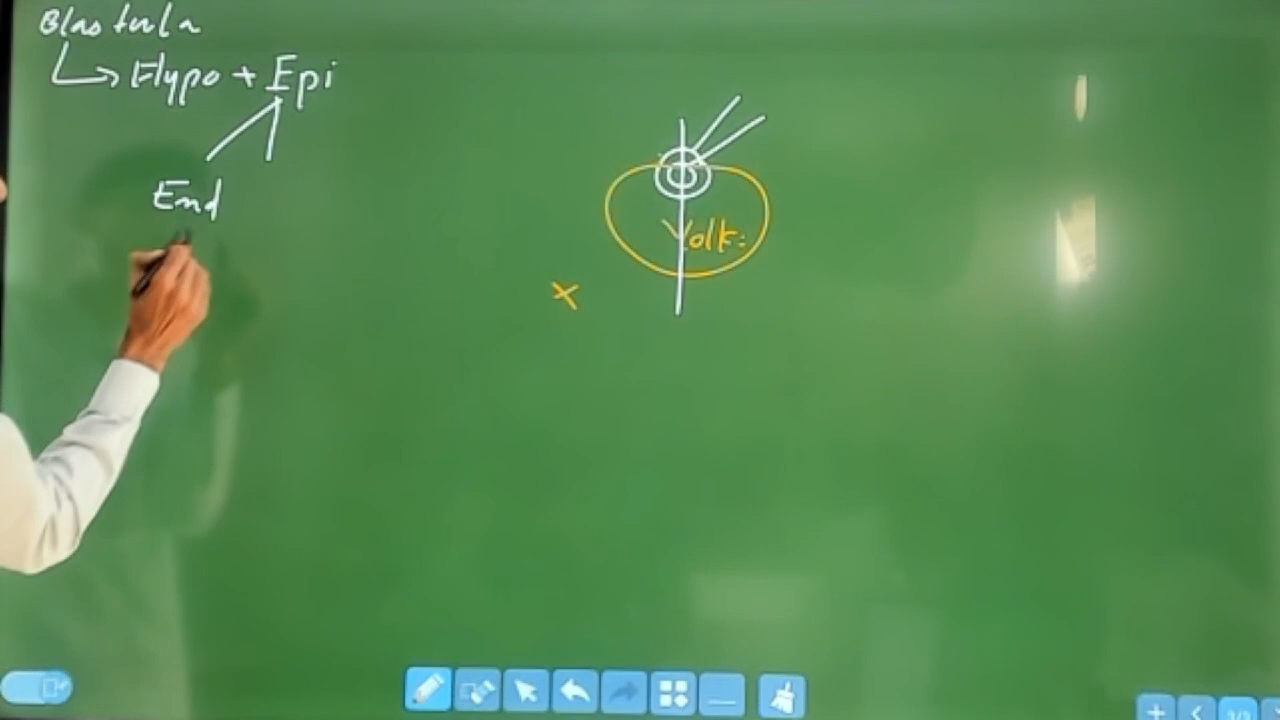 Blastula
↳ Hypo + Epi
End
Yolk: